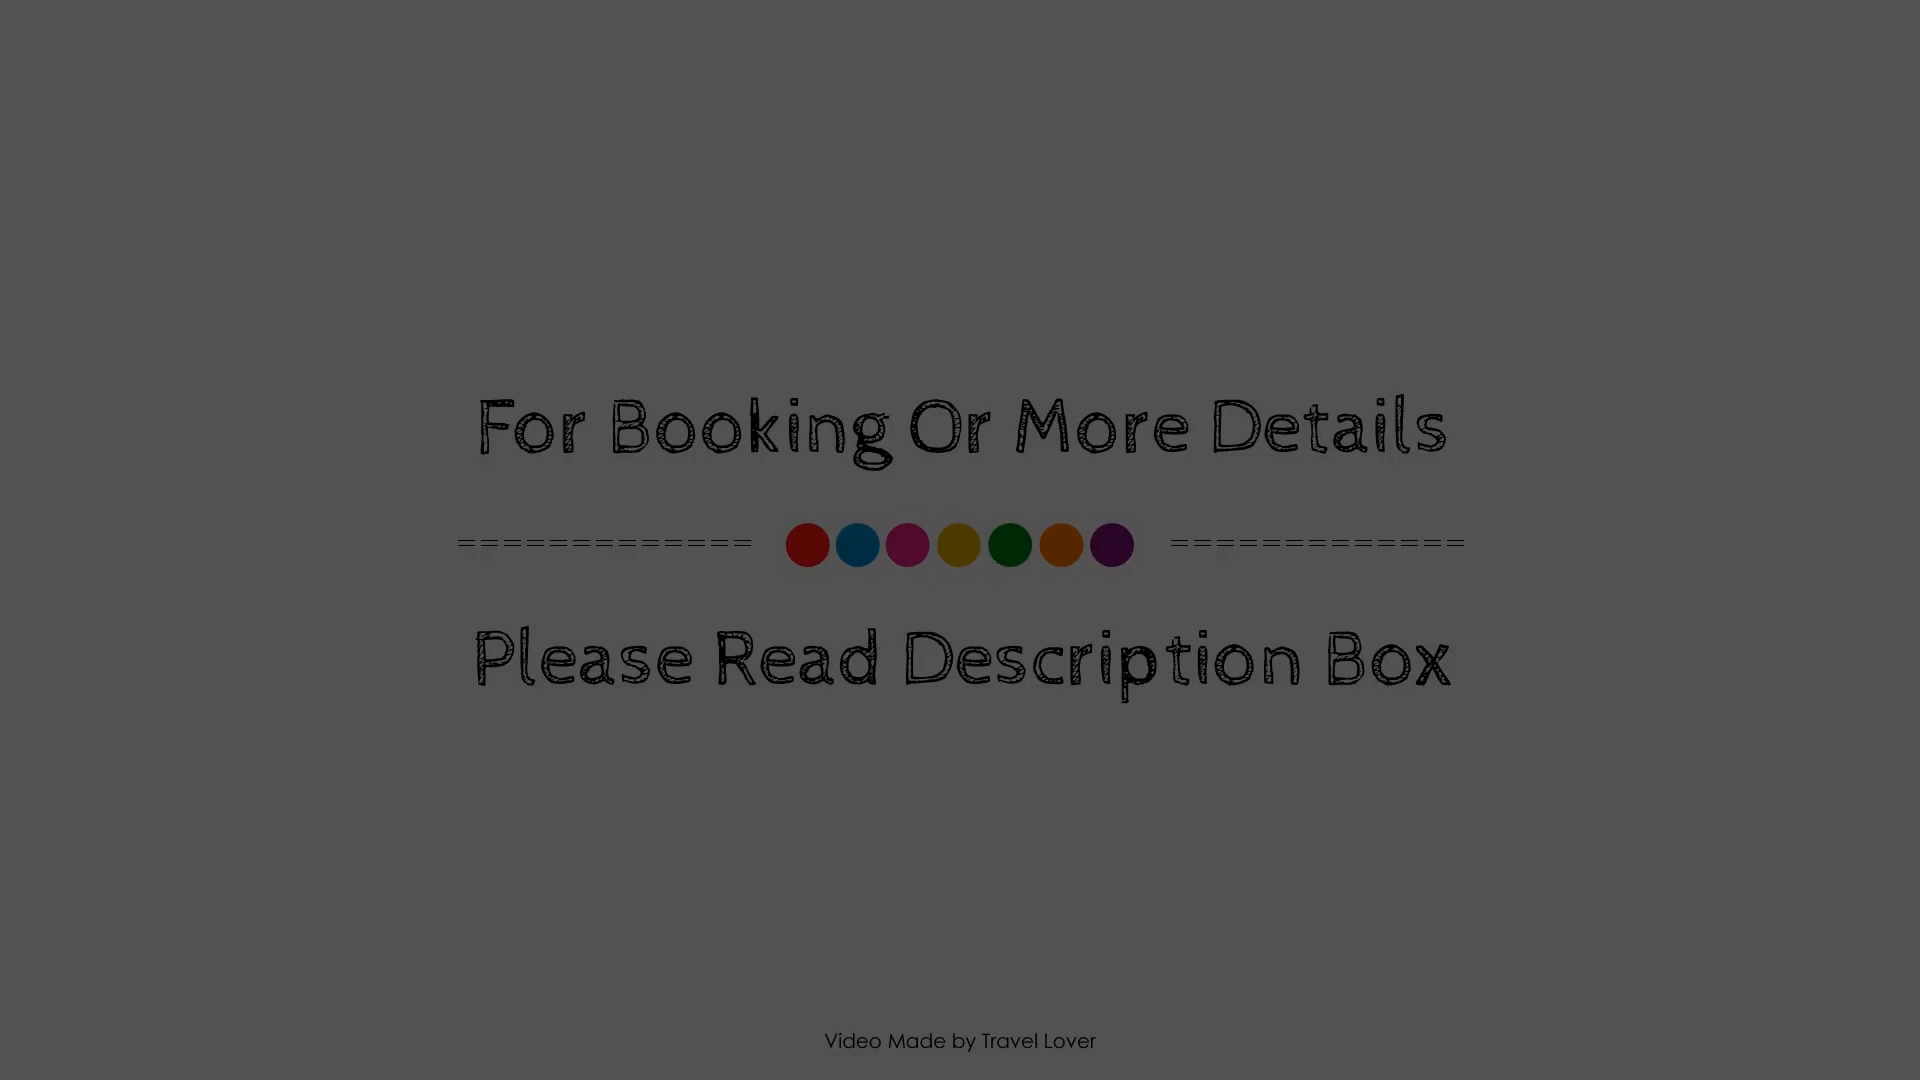 For Booking Or More Details
============= =============
Please Read Description Box
Video Made by Travel Lover